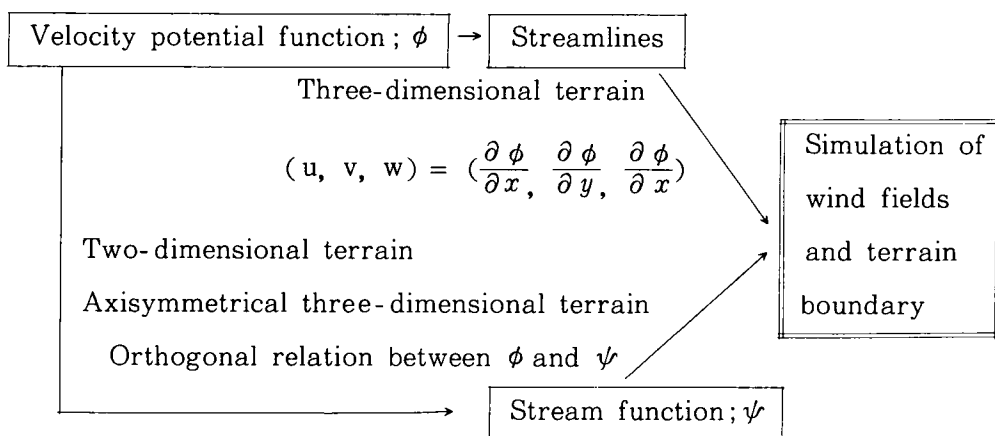 Velocity potential function ; ϕ → Streamlines
Three-dimensional terrain
(u, v, w) = (∂ϕ/∂x, ∂ϕ/∂y, ∂ϕ/∂x)
Two-dimensional terrain
Axisymmetrical three-dimensional terrain
Orthogonal relation between ϕ and ψ
Stream function ; ψ
Simulation of
wind fields
and terrain
boundary